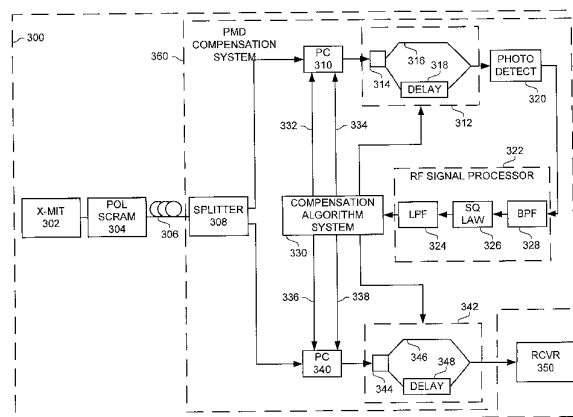 300
360
PMD
COMPENSATION
SYSTEM
PC
310
314
316
318
DELAY
312
PHOTO
DETECT
320
332
334
322
RF SIGNAL PROCESSOR
X-MIT
302
POL
SCRAM
304
306
SPLITTER
308
COMPENSATION
ALGORITHM
SYSTEM
330
LPF
324
SQ
LAW
326
BPF
328
336
338
342
PC
340
344
346
348
DELAY
RCVR
350